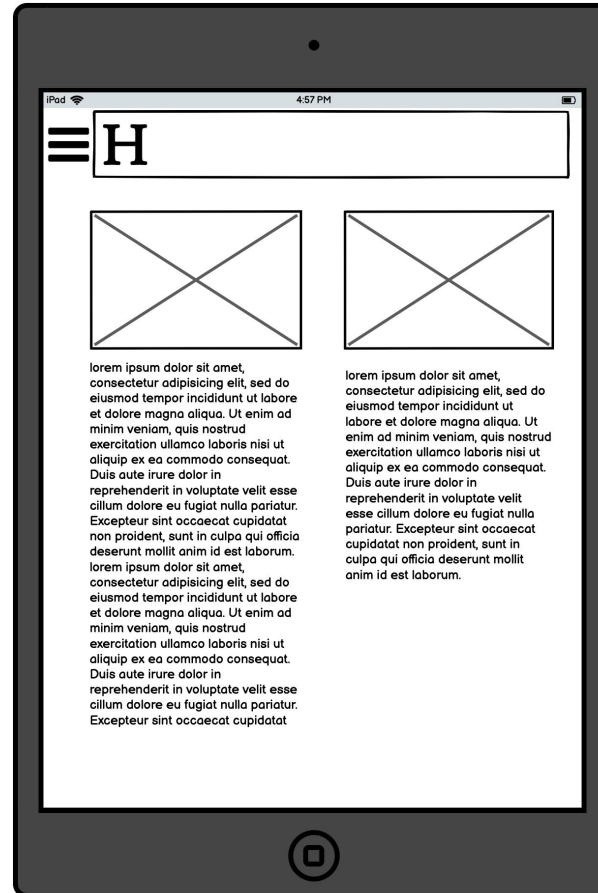 iPad
4:57 PM
H
lorem ipsum dolor sit amet,
consectetur adipisicing elit, sed do
eiusmod tempor incididunt ut labore
et dolore magna aliqua. Ut enim ad
minim veniam, quis nostrud
exercitation ullamco laboris nisi ut
aliquip ex ea commodo consequat.
Duis aute irure dolor in
reprehenderit in voluptate velit esse
cillum dolore eu fugiat nulla pariatur.
Excepteur sint occaecat cupidatat
non proident, sunt in culpa qui officia
deserunt mollit anim id est laborum.
lorem ipsum dolor sit amet,
consectetur adipisicing elit, sed do
eiusmod tempor incididunt ut labore
et dolore magna aliqua. Ut enim ad
minim veniam, quis nostrud
exercitation ullamco laboris nisi ut
aliquip ex ea commodo consequat.
Duis aute irure dolor in
reprehenderit in voluptate velit esse
cillum dolore eu fugiat nulla pariatur.
Excepteur sint occaecat cupidatat
lorem ipsum dolor sit amet,
consectetur adipisicing elit, sed do
eiusmod tempor incididunt ut
labore et dolore magna aliqua. Ut
enim ad minim veniam, quis nostrud
exercitation ullamco laboris nisi ut
aliquip ex ea commodo consequat.
Duis aute irure dolor in
reprehenderit in voluptate velit
esse cillum dolore eu fugiat nulla
pariatur. Excepteur sint occaecat
cupidatat non proident, sunt in
culpa qui officia deserunt mollit
anim id est laborum.